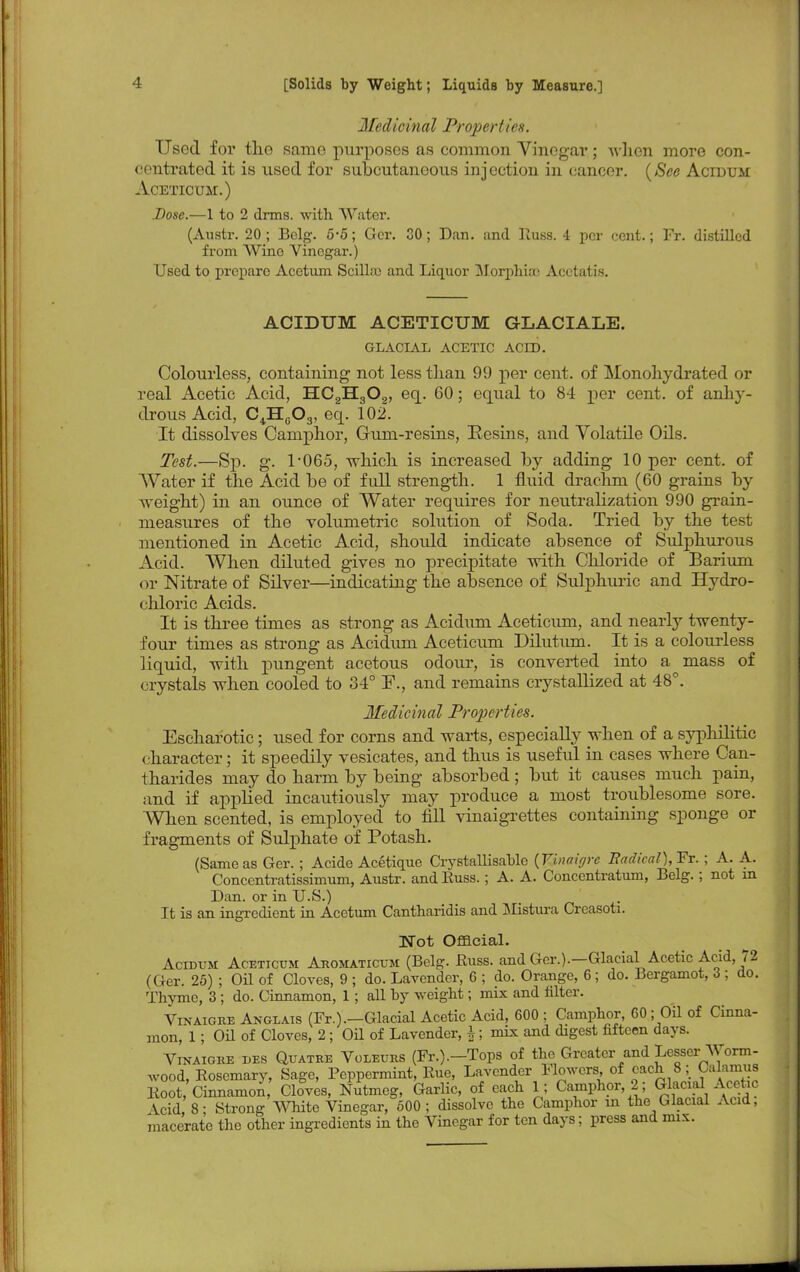 4 [Solids by Weight; Liquids by Measure.]
Medicinal Properties.
Used for the same purposes as common Vinegar; when more con-
centrated it is used for subcutaneous injection in cancer. (See ACIDUM
ACETICUM.)
Dose.—1 to 2 drms. with Water.
(Austr. 20; Belg. 5·5; Ger. 30; Dan. and Russ. 4 per cent.; Fr. distilled
from Wine Vinegar.)
Used to prepare Acetum Scillæ and Liquor Morphiæ Acetatis.
ACIDUM ACETICUM GLACIALE.
GLACIAL ACETIC ACID.
Colourless, containing not less than 99 per cent. of Monohydrated or
real Acetic Acid, HC₂H₃O₂, eq. 60; equal to 84 per cent. of anhy-
drous Acid, C₄H₆O₃, eq. 102.
It dissolves Camphor, Gum-resins, Resins, and Volatile Oils.
Test.—Sp. g. 1·065, which is increased by adding 10 per cent. of
Water if the Acid be of full strength. 1 fluid drachm (60 grains by
weight) in an ounce of Water requires for neutralization 990 grain-
measures of the volumetric solution of Soda. Tried by the test
mentioned in Acetic Acid, should indicate absence of Sulphurous
Acid. When diluted gives no precipitate with Chloride of Barium
or Nitrate of Silver—indicating the absence of Sulphuric and Hydro-
chloric Acids.
It is three times as strong as Acidum Aceticum, and nearly twenty-
four times as strong as Acidum Aceticum Dilutum. It is a colourless
liquid, with pungent acetous odour, is converted into a mass of
crystals when cooled to 34° F., and remains crystallized at 48°.
Medicinal Properties.
Escharotic; used for corns and warts, especially when of a syphilitic
character; it speedily vesicates, and thus is useful in cases where Can-
tharides may do harm by being absorbed; but it causes much pain,
and if applied incautiously may produce a most troublesome sore.
When scented, is employed to fill vinaigrettes containing sponge or
fragments of Sulphate of Potash.
(Same as Ger.; Acide Acétique Crystallisable (Vinaigre Radical), Fr.; A. A.
Concentratissimum, Austr. and Russ.; A. A. Concentratum, Belg.; not in
Dan. or in U.S.)
It is an ingredient in Acetum Cantharidis and Mistura Creasoti.
Not Official.
ACIDUM ACETICUM AROMATICUM (Belg. Russ. and Ger.).—Glacial Acetic Acid, 72
(Ger. 25); Oil of Cloves, 9; do. Lavender, 6; do. Orange, 6; do. Bergamot, 3; do.
Thyme, 3; do. Cinnamon, 1; all by weight; mix and filter.
VINAIGRE ANGLAIS (Fr.).—Glacial Acetic Acid, 600; Camphor, 60; Oil of Cinna-
mon, 1; Oil of Cloves, 2; Oil of Lavender, ½; mix and digest fifteen days.
VINAIGRE DES QUATRE VOLEURS (Fr.).—Tops of the Greater and Lesser Worm-
wood, Rosemary, Sage, Peppermint, Rue, Lavender Flowers, of each 8; Calamus
Root, Cinnamon, Cloves, Nutmeg, Garlic, of each 1; Camphor, 2; Glacial Acetic
Acid, 8; Strong White Vinegar, 500; dissolve the Camphor in the Glacial Acid;
macerate the other ingredients in the Vinegar for ten days; press and mix.